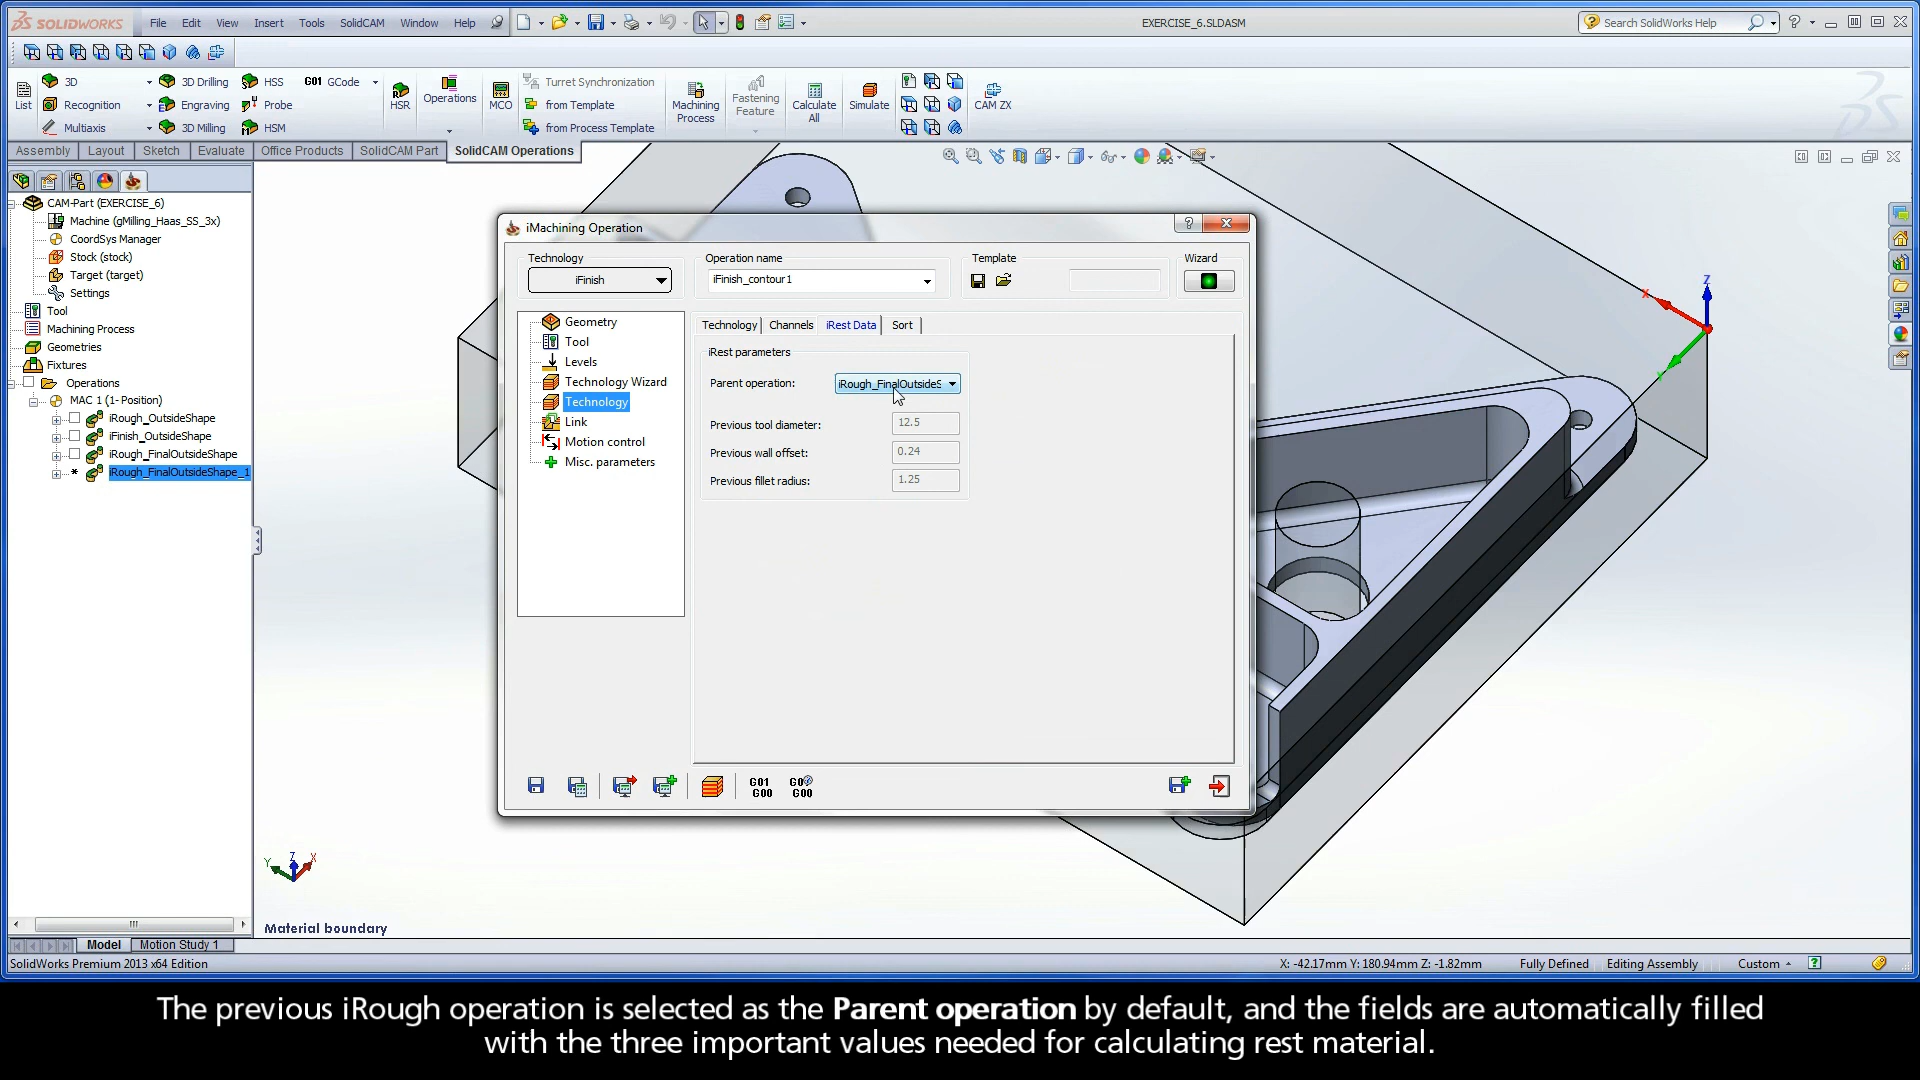 SOLIDWORKS File Edit View Insert Tools SolidCAM Window Help EXERCISE_6.SLDASM Search SolidWorks Help
List 3D Recognition Multiaxis 3D Drilling Engraving 3D Milling HSS Probe HSM G01 GCode HSR Operations MCO Turret Synchronization from Template from Process Template Machining Process Fastening Feature Calculate All Simulate CAM ZX
Assembly Layout Sketch Evaluate Office Products SolidCAM Part SolidCAM Operations
CAM-Part (EXERCISE_6)
Machine (gMilling_Haas_SS_3x)
CoordSys Manager
Stock (stock)
Target (target)
Settings
Tool
Machining Process
Geometries
Fixtures
Operations
MAC 1 (1- Position)
iRough_OutsideShape
iFinish_OutsideShape
iRough_FinalOutsideShape
* iRough_FinalOutsideShape_1
iMachining Operation
Technology Operation name Template Wizard
iFinish iFinish_contour1
Geometry
Tool
Levels
Technology Wizard
Technology
Link
Motion control
Misc. parameters
Technology Channels iRest Data Sort
iRest parameters
Parent operation: iRough_FinalOutsideS
Previous tool diameter: 12.5
Previous wall offset: 0.24
Previous fillet radius: 1.25
G01 G00
Z
X
Y
Y Z X
Material boundary
Model Motion Study 1
SolidWorks Premium 2013 x64 Edition X: -42.17mm Y: 180.94mm Z: -1.82mm Fully Defined Editing Assembly Custom
The previous iRough operation is selected as the Parent operation by default, and the fields are automatically filled
with the three important values needed for calculating rest material.